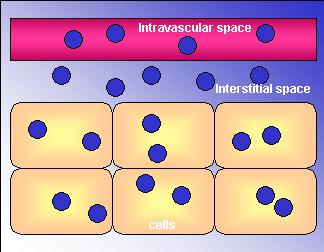 Intravascular space
Interstitial space
cells